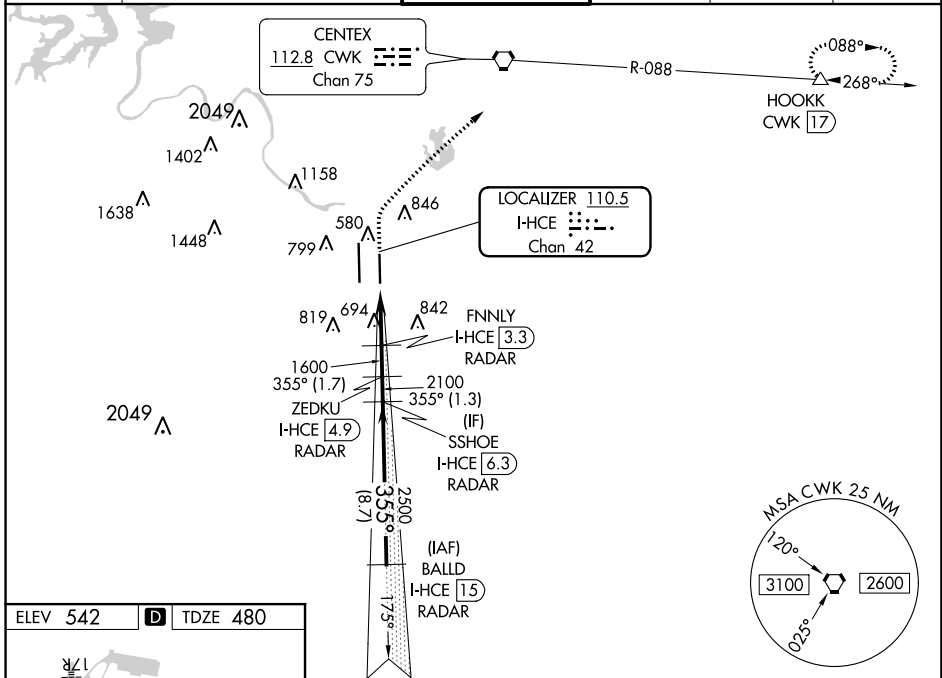 CENTEX
112.8 CWK
Chan 75
R-088
088°
268°
HOOKK
CWK 17
2049
1402
1158
1638
1448
846
580
799
LOCALIZER 110.5
I-HCE
Chan 42
819
694
842
FNNLY
I-HCE 3.3
RADAR
1600
355° (1.7)
2100
355° (1.3)
ZEDKU
I-HCE 4.9
RADAR
(IF)
SSHOE
I-HCE 6.3
RADAR
2049
2500
355°
(8.7)
(IAF)
BALLD
I-HCE 15
RADAR
175°
MSA CWK 25 NM
120°
3100
2600
025°
ELEV 542 D TDZE 480
17R